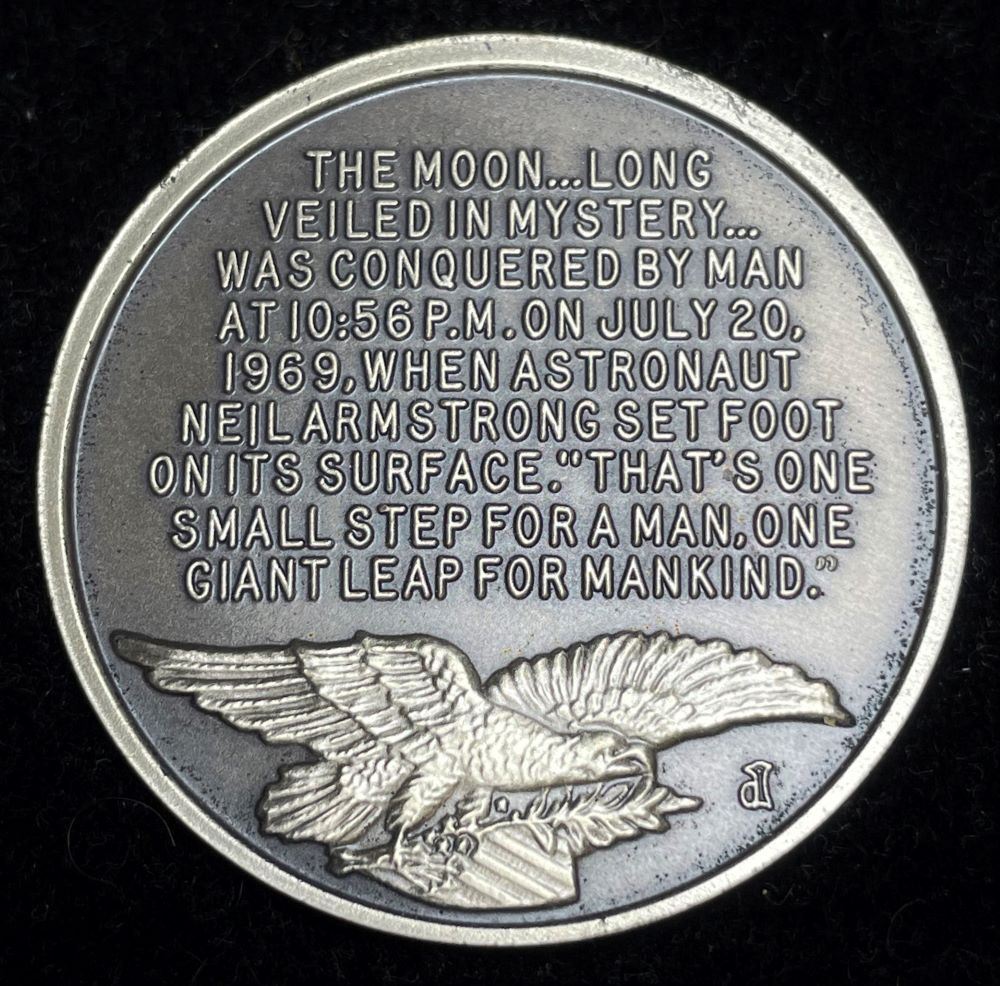 THE MOON...LONG
VEILED IN MYSTERY...
WAS CONQUERED BY MAN
AT 10:56 P.M. ON JULY 20,
1969, WHEN ASTRONAUT
NEIL ARMSTRONG SET FOOT
ON ITS SURFACE. "THAT'S ONE
SMALL STEP FOR A MAN, ONE
GIANT LEAP FOR MANKIND."